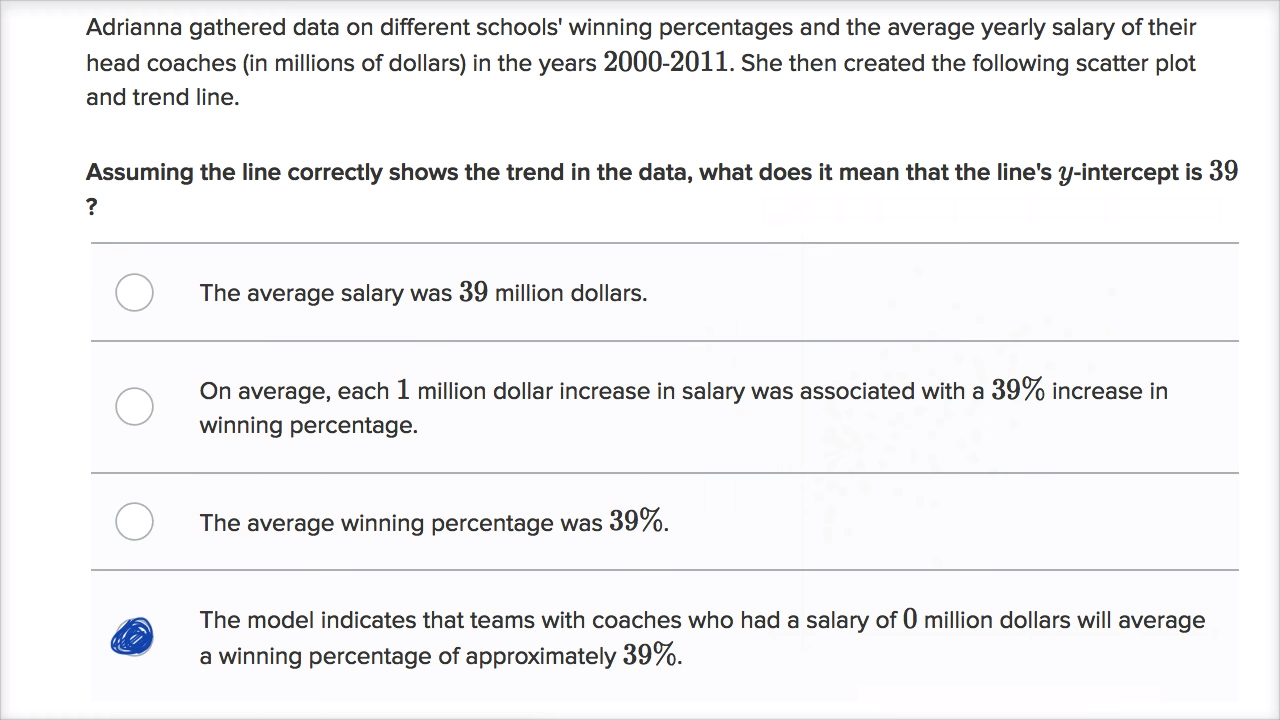 Adrianna gathered data on different schools' winning percentages and the average yearly salary of their
head coaches (in millions of dollars) in the years 2000-2011. She then created the following scatter plot
and trend line.
Assuming the line correctly shows the trend in the data, what does it mean that the line's y-intercept is 39
?
The average salary was 39 million dollars.
On average, each 1 million dollar increase in salary was associated with a 39% increase in
winning percentage.
The average winning percentage was 39%.
The model indicates that teams with coaches who had a salary of 0 million dollars will average
a winning percentage of approximately 39%.